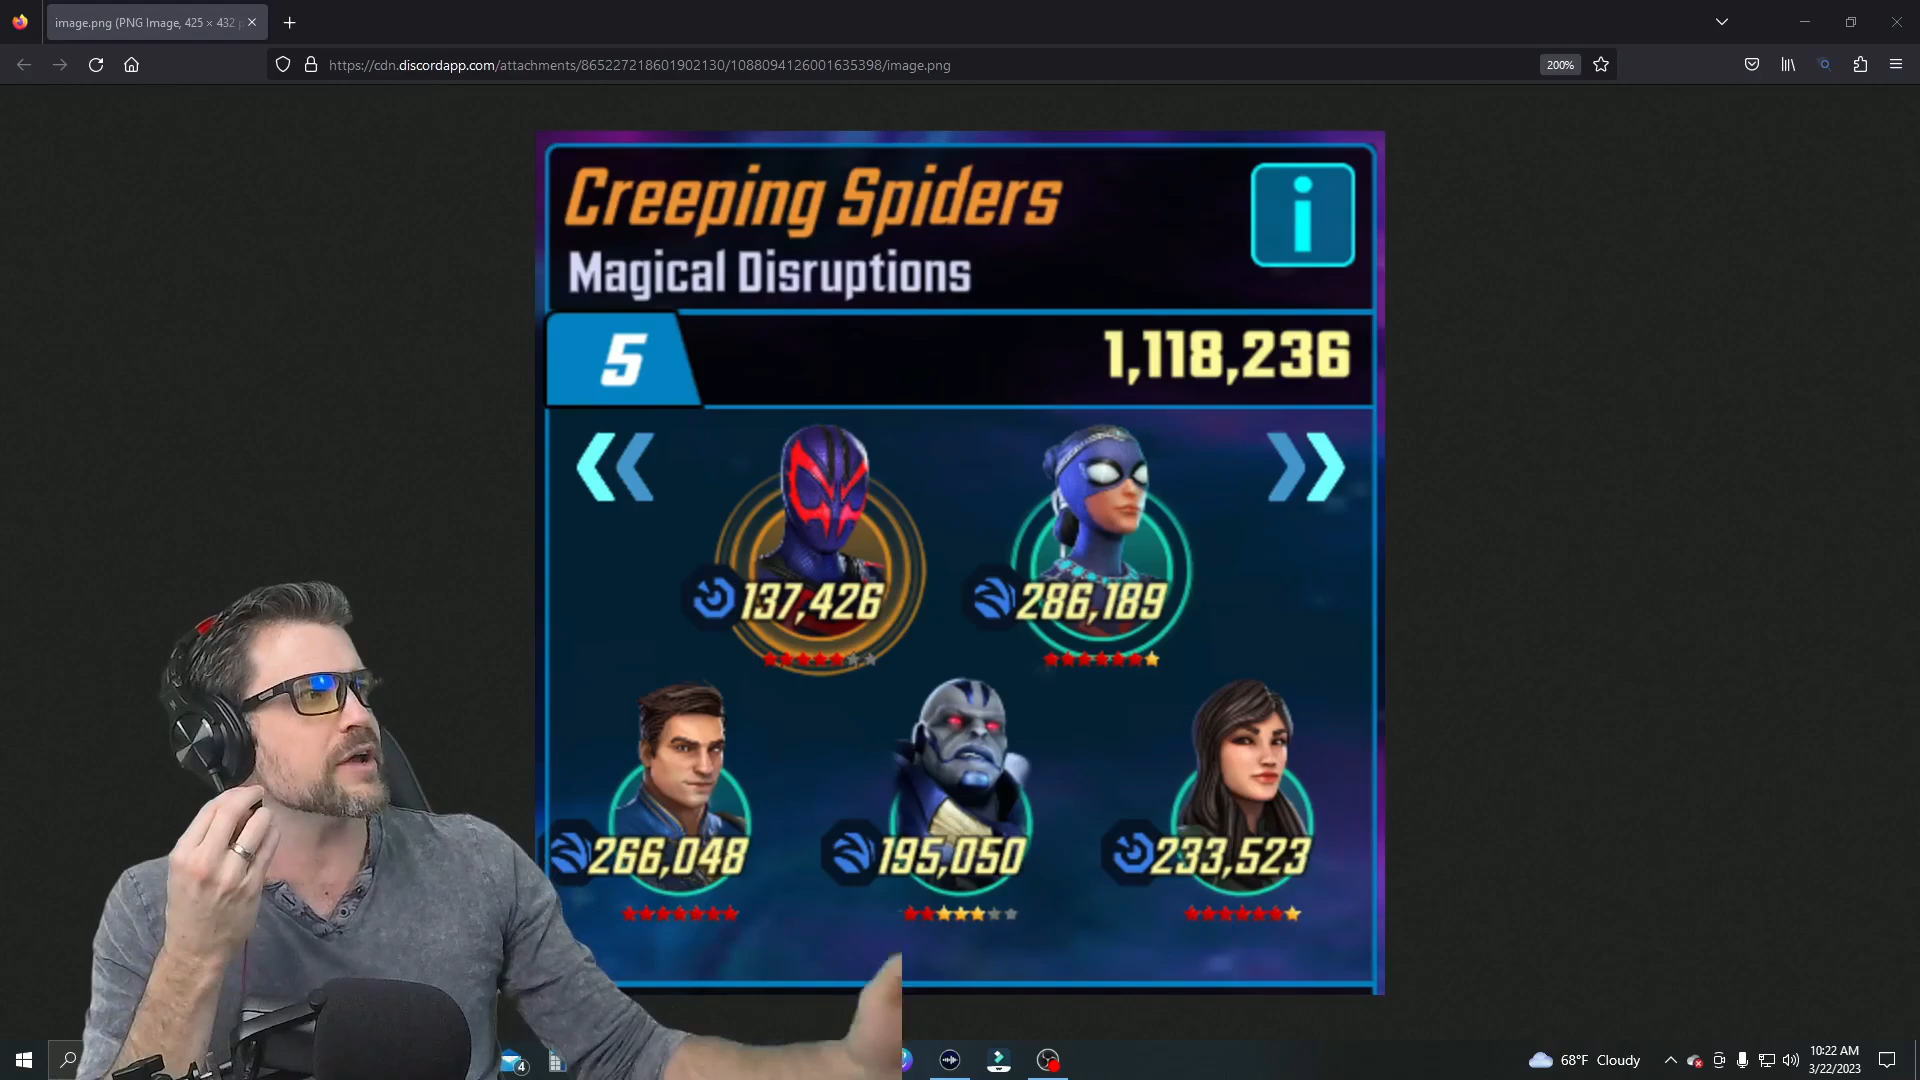 image.png (PNG Image, 425 × 432 p
https://cdn.discordapp.com/attachments/865227218601902130/1088094126001635398/image.png
200%
Creeping Spiders
i
Magical Disruptions
5
1,118,236
137,426
286,189
266,048
195,050
233,523
4
68°F Cloudy
10:22 AM
3/22/2023